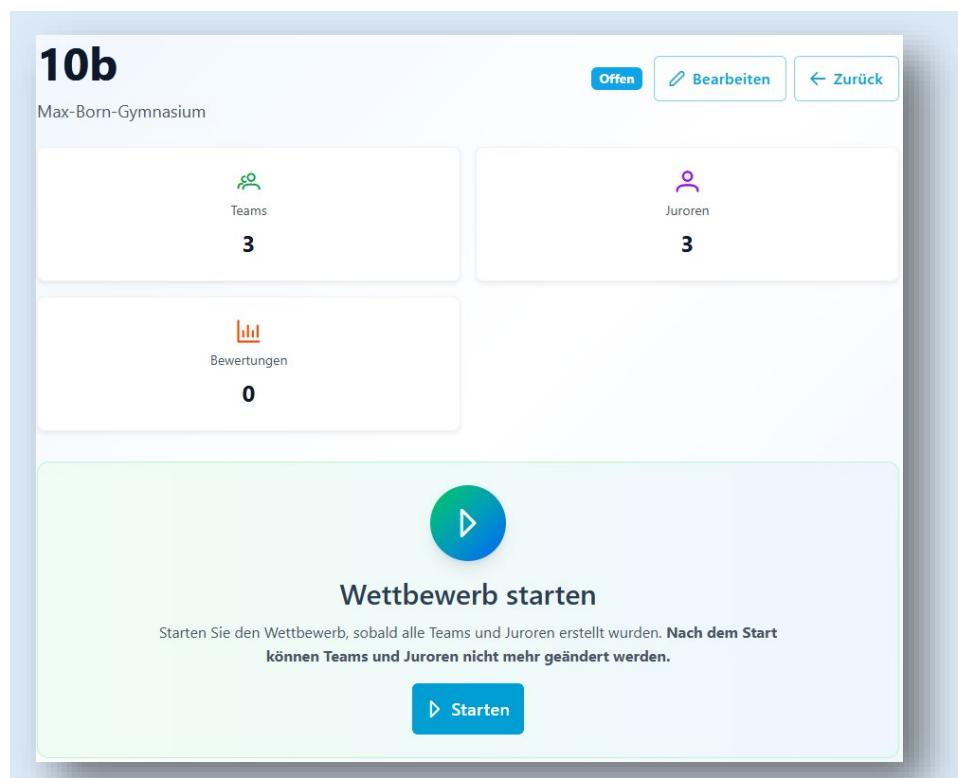 10b
Offen
Bearbeiten
Zurück
Max-Born-Gymnasium
Teams
3
Juroren
3
Bewertungen
0
Wettbewerb starten
Starten Sie den Wettbewerb, sobald alle Teams und Juroren erstellt wurden. Nach dem Start
können Teams und Juroren nicht mehr geändert werden.
Starten